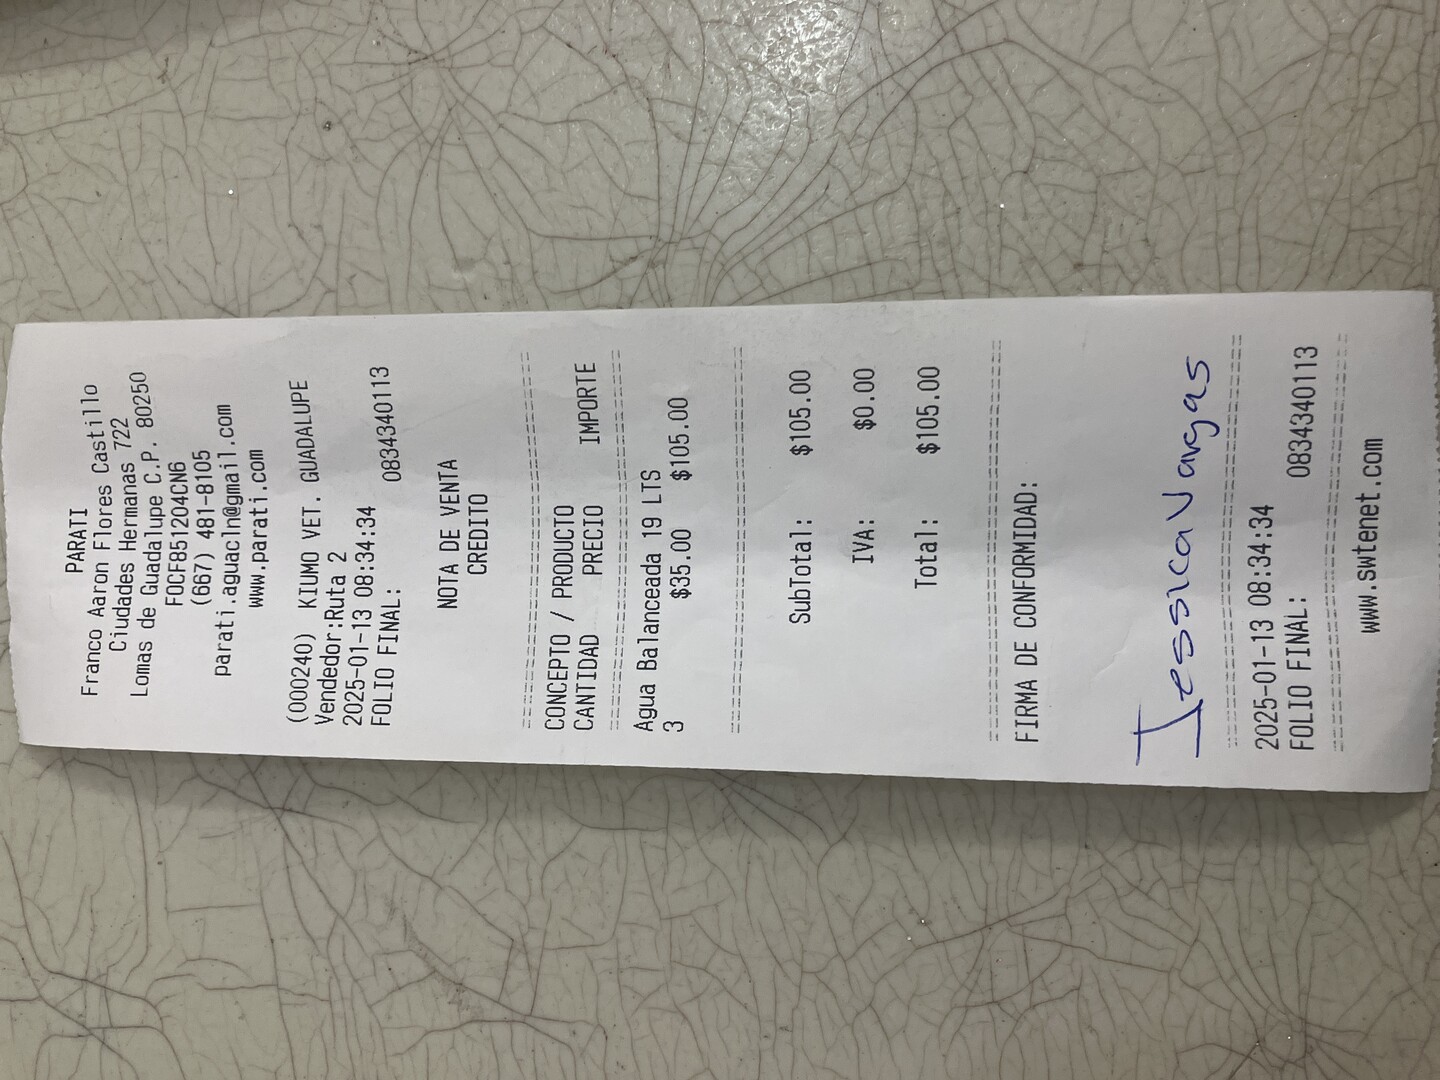 PARATI
Franco Aaron Flores Castillo
Ciudades Hermanas 722
Lomas de Guadalupe C.P. 80250
FOCF851204CN6
(667) 481-8105
parati.aguacln@gmail.com
www.parati.com
(000240) KIUMO VET. GUADALUPE
Vendedor:Ruta 2
2025-01-13 08:34:34
FOLIO FINAL: 0834340113
NOTA DE VENTA
CREDITO
CONCEPTO / PRODUCTO
CANTIDAD PRECIO IMPORTE
Agua Balanceada 19 LTS
3 $35.00 $105.00
SubTotal: $105.00
IVA: $0.00
Total: $105.00
FIRMA DE CONFORMIDAD:
Jessica Vargas
2025-01-13 08:34:34
FOLIO FINAL: 0834340113
www.swtenet.com